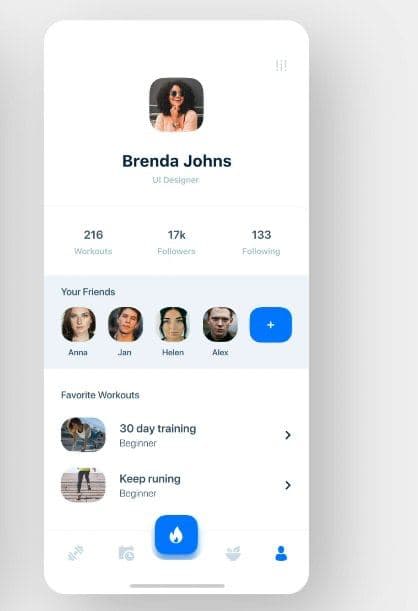 Brenda Johns
UI Designer
216 17k 133
Workouts Followers Following
Your Friends
+
Anna Jan Helen Alex
Favorite Workouts
30 day training
Beginner
Keep runing
Beginner